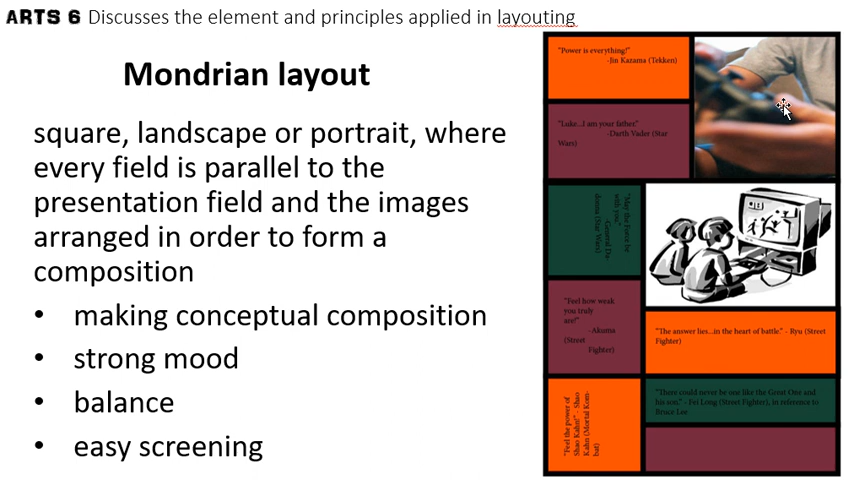 ARTS 6 Discusses the element and principles applied in layouting
Mondrian layout
square, landscape or portrait, where
every field is parallel to the
presentation field and the images
arranged in order to form a
composition
• making conceptual composition
• strong mood
• balance
• easy screening
"Power is everything!"
-Jin Kazama (Tekken)
"Luke...I am your father."
-Darth Vader (Star
Wars)
"May the Force be
with you."
-General Do-
donna (Star Wars)
"Feel how weak
you truly
are!"
-Akuma
(Street
Fighter)
"The answer lies...in the heart of battle." - Ryu (Street
Fighter)
"Feel the power of
Shao Kahn!" - Shao
Kahn (Mortal Kom-
bat)
"There could never be one like the Great One and
his son." - Fei Long (Street Fighter), in reference to
Bruce Lee